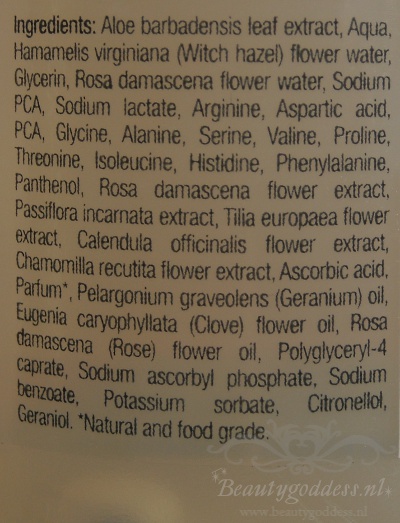 Ingredients: Aloe barbadensis leaf extract, Aqua,
Hamamelis virginiana (Witch hazel) flower water,
Glycerin, Rosa damascena flower water, Sodium
PCA, Sodium lactate, Arginine, Aspartic acid,
PCA, Glycine, Alanine, Serine, Valine, Proline,
Threonine, Isoleucine, Histidine, Phenylalanine,
Panthenol, Rosa damascena flower extract,
Passiflora incarnata extract, Tilia europaea flower
extract, Calendula officinalis flower extract,
Chamomilla recutita flower extract, Ascorbic acid,
Parfum*, Pelargonium graveolens (Geranium) oil,
Eugenia caryophyllata (Clove) flower oil, Rosa
damascena (Rose) flower oil, Polyglyceryl-4
caprate, Sodium ascorbyl phosphate, Sodium
benzoate, Potassium sorbate, Citronellol,
Geraniol. *Natural and food grade.
Beautygoddess.nl
www.beautygoddess.nl